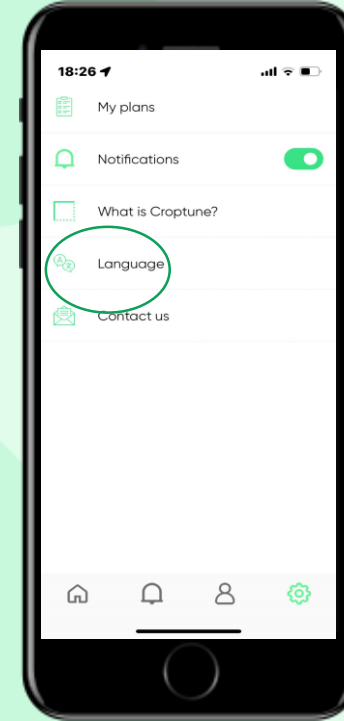 18:26
My plans
Notifications
What is Croptune?
Language
Contact us